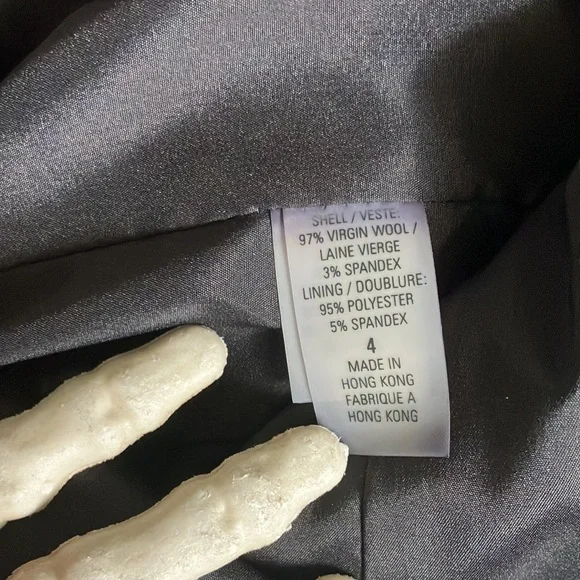 SHELL / VESTE:
97% VIRGIN WOOL /
LAINE VIERGE
3% SPANDEX
LINING / DOUBLURE:
95% POLYESTER
5% SPANDEX
4
MADE IN
HONG KONG
FABRIQUE A
HONG KONG